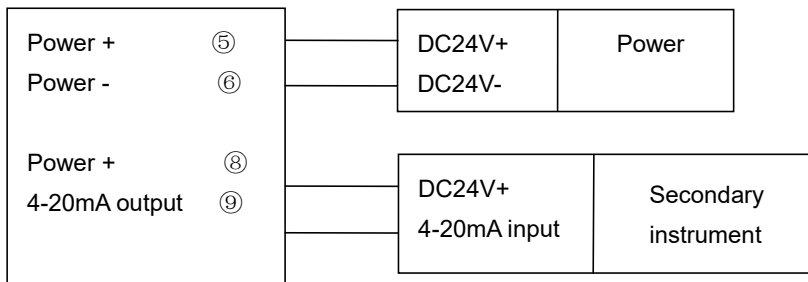 Power + ⑤
Power - ⑥
Power + ⑧
4-20mA output ⑨
DC24V+
DC24V-
Power
DC24V+
4-20mA input
Secondary
instrument